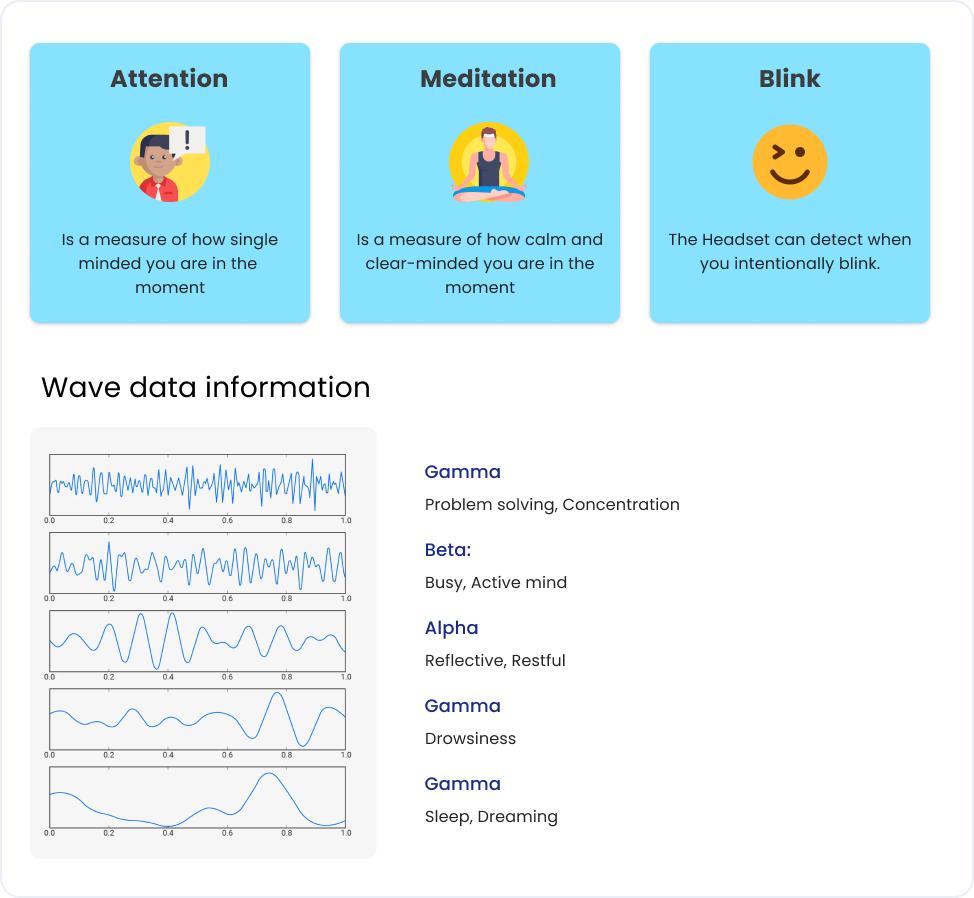 Attention
Meditation
Blink
!
Is a measure of how single
minded you are in the
moment
Is a measure of how calm and
clear-minded you are in the
moment
The Headset can detect when
you intentionally blink.
Wave data information
0.0 0.2 0.4 0.6 0.8 1.0
Gamma
Problem solving, Concentration
0.0 0.2 0.4 0.6 0.8 1.0
Beta:
Busy, Active mind
0.0 0.2 0.4 0.6 0.8 1.0
Alpha
Reflective, Restful
0.0 0.2 0.4 0.6 0.8 1.0
Gamma
Drowsiness
0.0 0.2 0.4 0.6 0.8 1.0
Gamma
Sleep, Dreaming